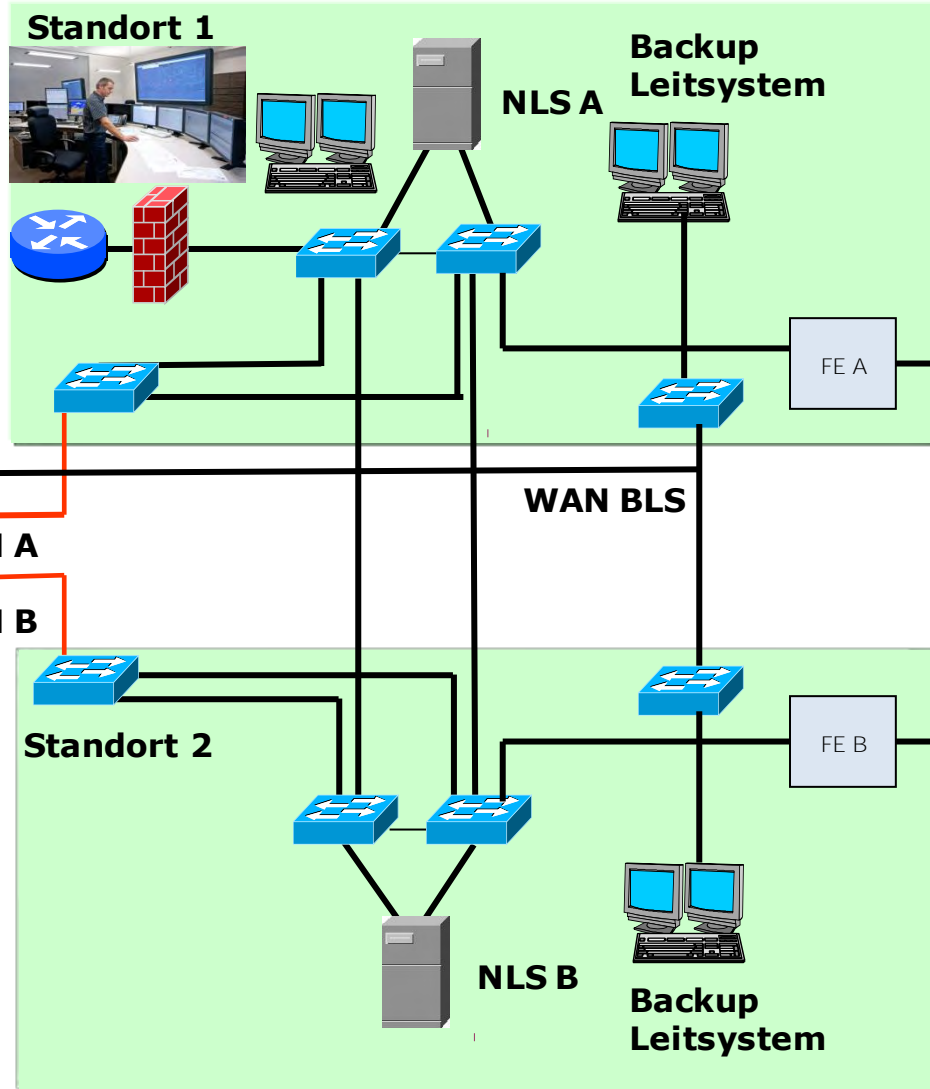 Standort 1
Backup
Leitsystem
NLS A
FE A
WAN BLS
A
B
Standort 2
FE B
NLS B
Backup
Leitsystem